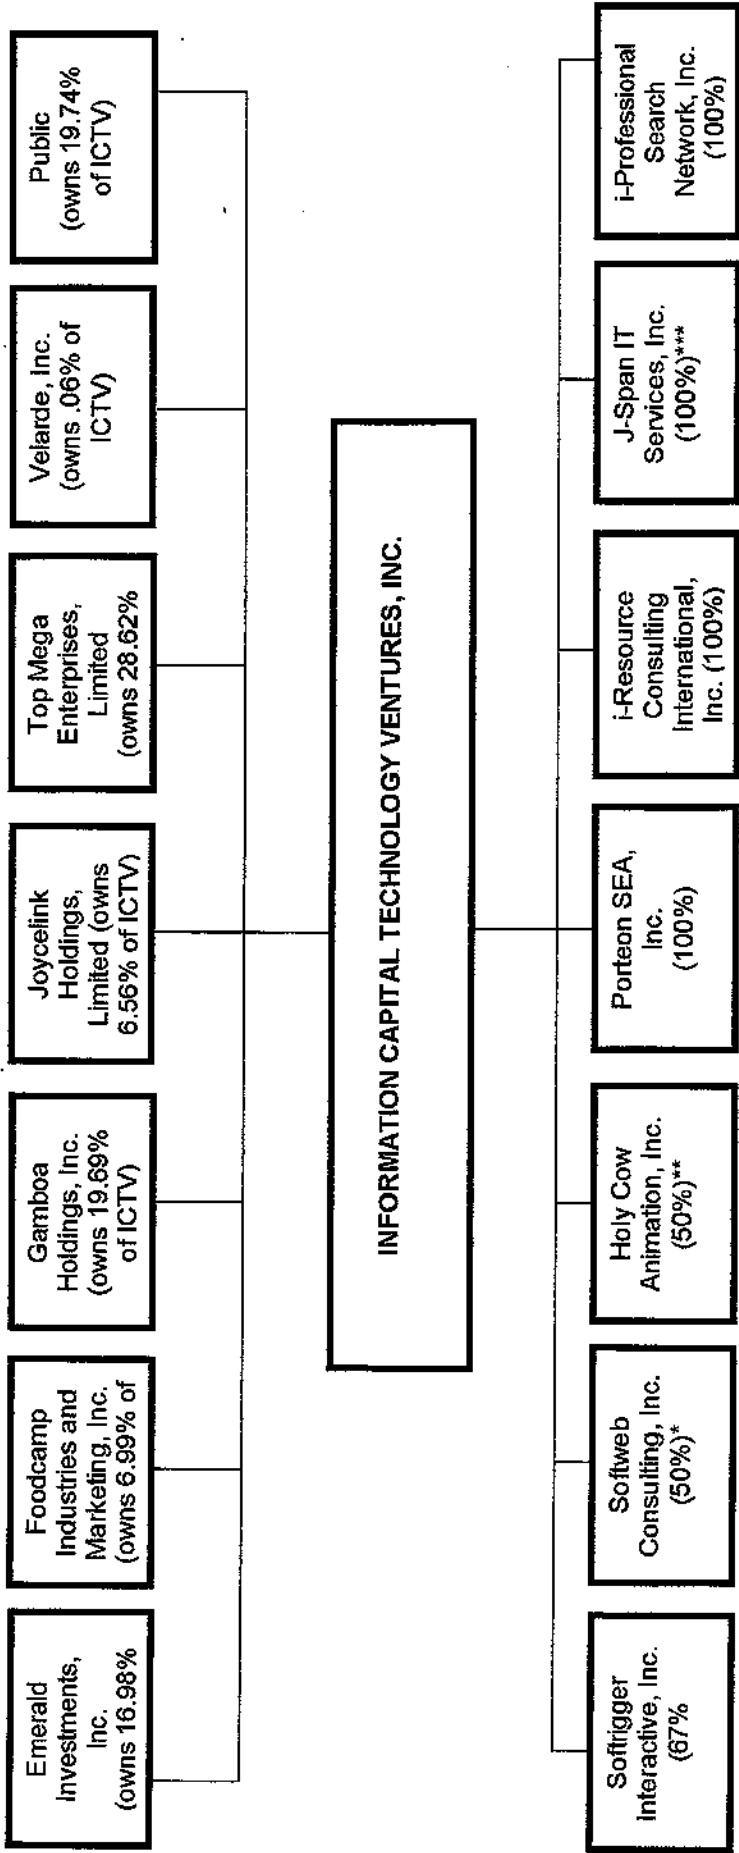 Emerald
Investments,
Inc.
(owns 16.98%
Foodcamp
Industries and
Marketing, Inc.
(owns 6.99% of
Gamboa
Holdings, Inc.
(owns 19.69%
of ICTV)
Joycelink
Holdings,
Limited (owns
6.56% of ICTV)
Top Mega
Enterprises,
Limited
(owns 28.62%
Velarde, Inc.
(owns .06% of
ICTV)
Public
(owns 19.74%
of ICTV)
INFORMATION CAPITAL TECHNOLOGY VENTURES, INC.
Softrigger
Interactive, Inc.
(67%
Softweb
Consulting, Inc.
(50%)*
Holy Cow
Animation, Inc.
(50%)**
Porteon SEA,
Inc.
(100%)
i-Resource
Consulting
International,
Inc. (100%)
J-Span IT
Services, Inc.
(100%)***
i-Professional
Search
Network, Inc.
(100%)